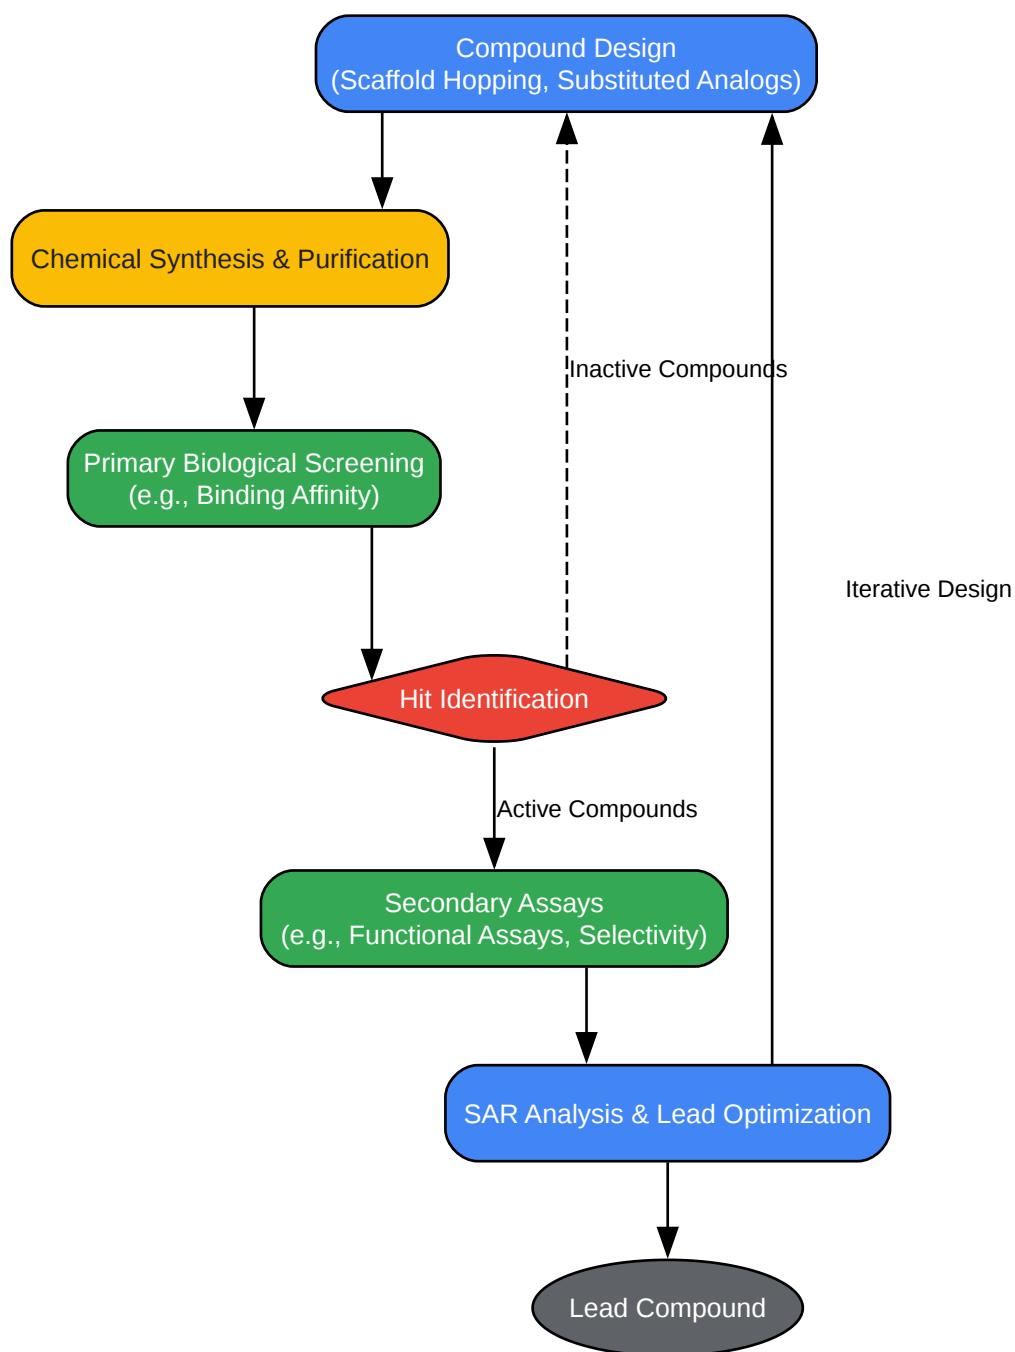 Compound Design
(Scaffold Hopping, Substituted Analogs)
Chemical Synthesis & Purification
Inactive Compounds
Primary Biological Screening
(e.g., Binding Affinity)
Iterative Design
Hit Identification
Active Compounds
Secondary Assays
(e.g., Functional Assays, Selectivity)
SAR Analysis & Lead Optimization
Lead Compound